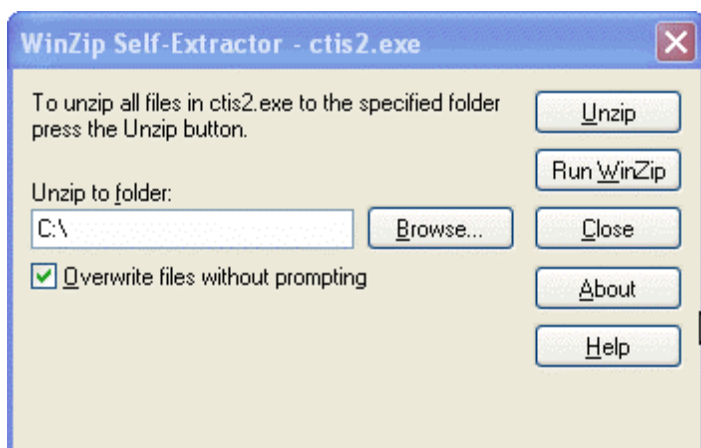 WinZip Self-Extractor - ctis2.exe
To unzip all files in ctis2.exe to the specified folder
press the Unzip button.
Unzip
Run WinZip
Unzip to folder:
C:\
Browse...
Close
Overwrite files without prompting
About
Help